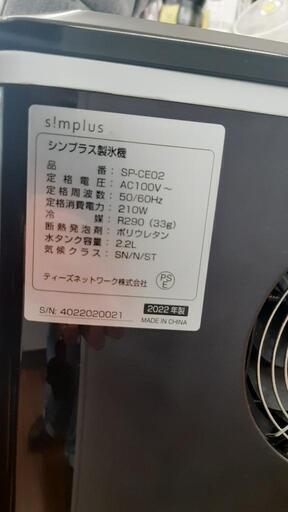 s!mplus
シンプラス製氷機
品番: SP-CE02
定格電圧: AC100V～
定格周波数: 50/60Hz
定格消費電力: 210W
冷媒: R290 (33g)
断熱発泡剤: ポリウレタン
水タンク容量: 2.2L
気候クラス: SN/N/ST
ティーズネットワーク株式会社
PS
E
S/N: 4022020021
2022年製
MADE IN CHINA